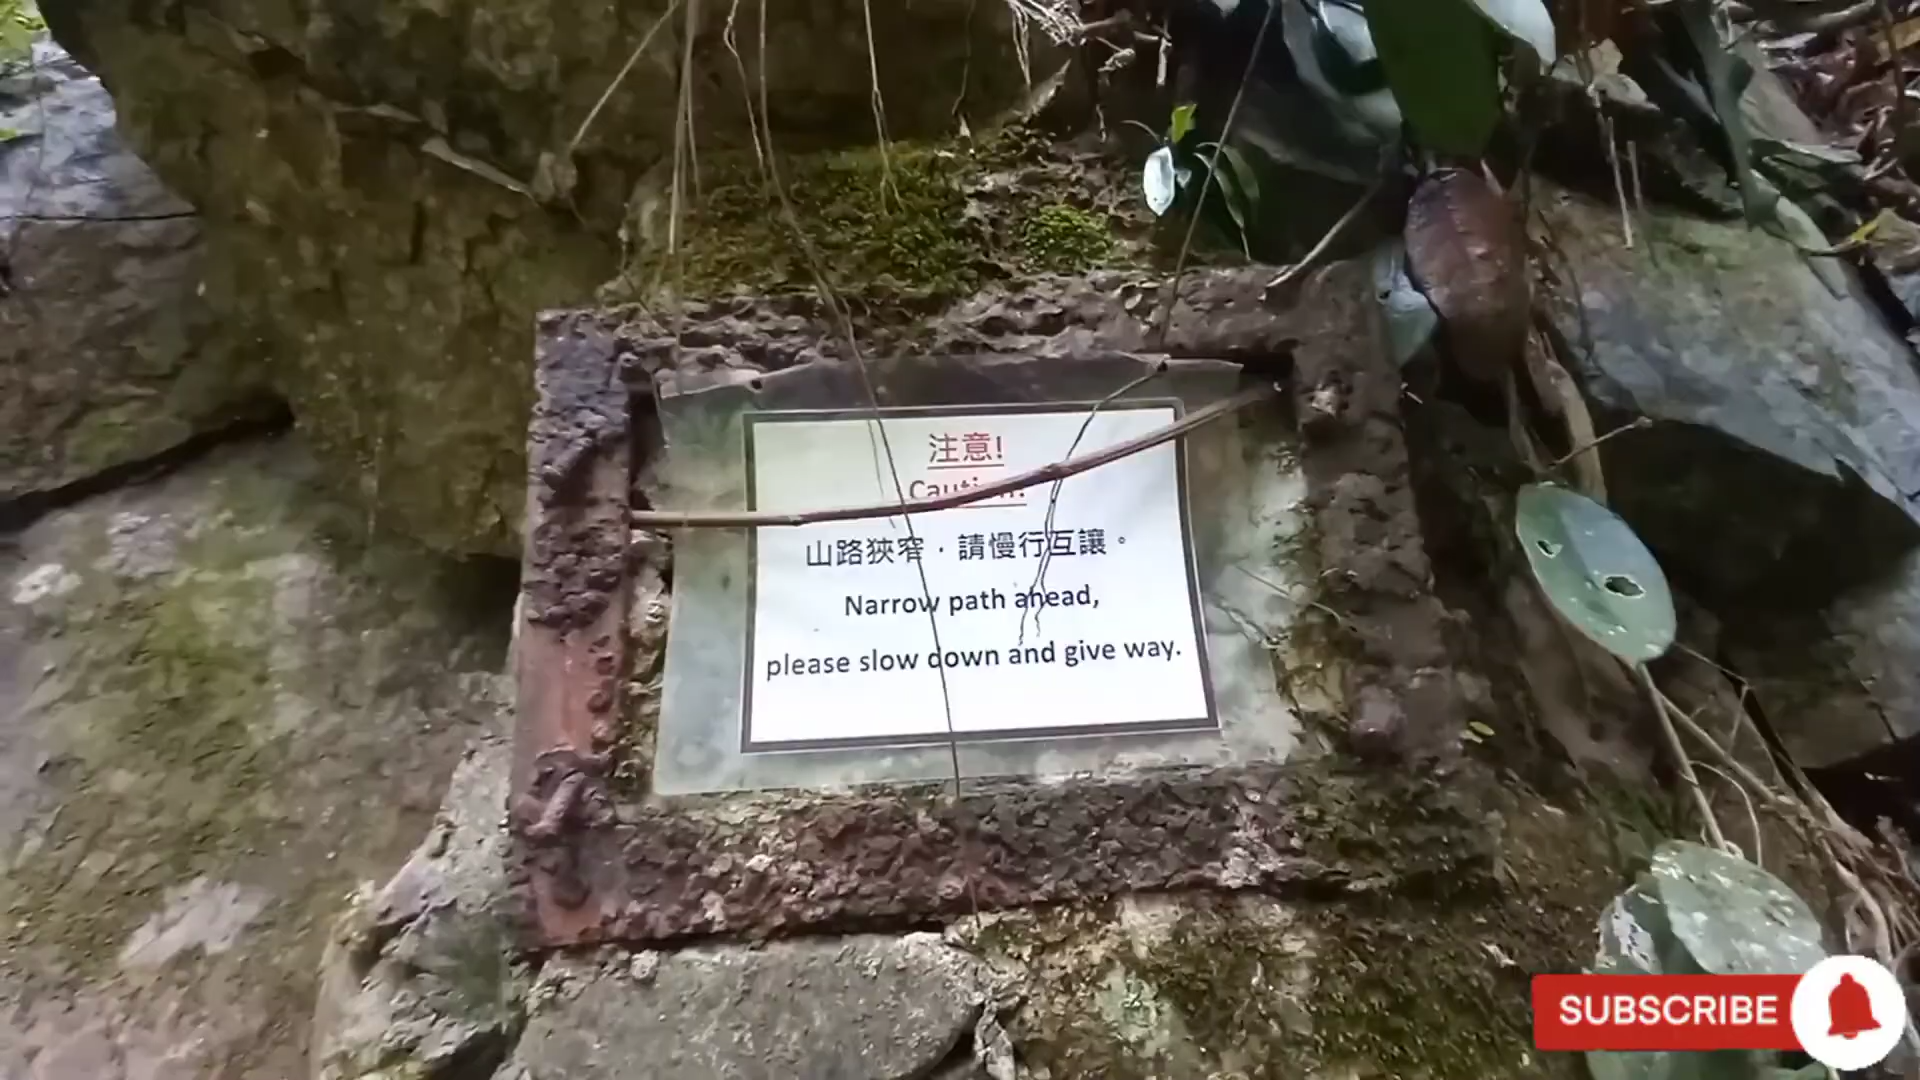 注意!
Caution!
山路狹窄，請慢行互讓。
Narrow path ahead,
please slow down and give way.
SUBSCRIBE